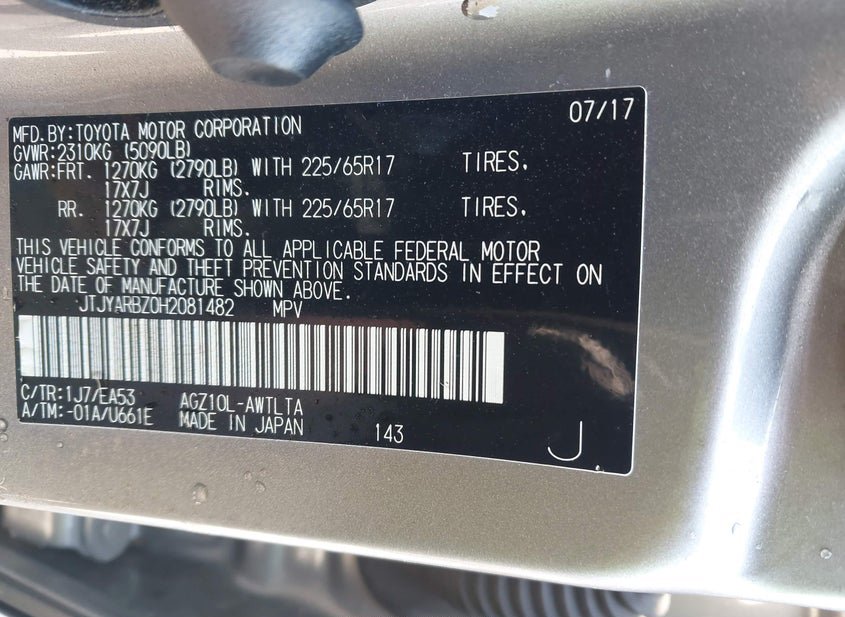 07/17
MFD.BY:TOYOTA MOTOR CORPORATION
GVWR:2310KG (5090LB)
GAWR:FRT. 1270KG (2790LB) WITH 225/65R17 TIRES,
17X7J RIMS.
RR. 1270KG (2790LB) WITH 225/65R17 TIRES,
17X7J RIMS.
THIS VEHICLE CONFORMS TO ALL APPLICABLE FEDERAL MOTOR
VEHICLE SAFETY AND THEFT PREVENTION STANDARDS IN EFFECT ON
THE DATE OF MANUFACTURE SHOWN ABOVE.
JTJYARBZ0H2081482 MPV
C/TR:1J7/EA53 AGZ10L-AWTLTA
A/TM:-01A/U661E MADE IN JAPAN 143
J